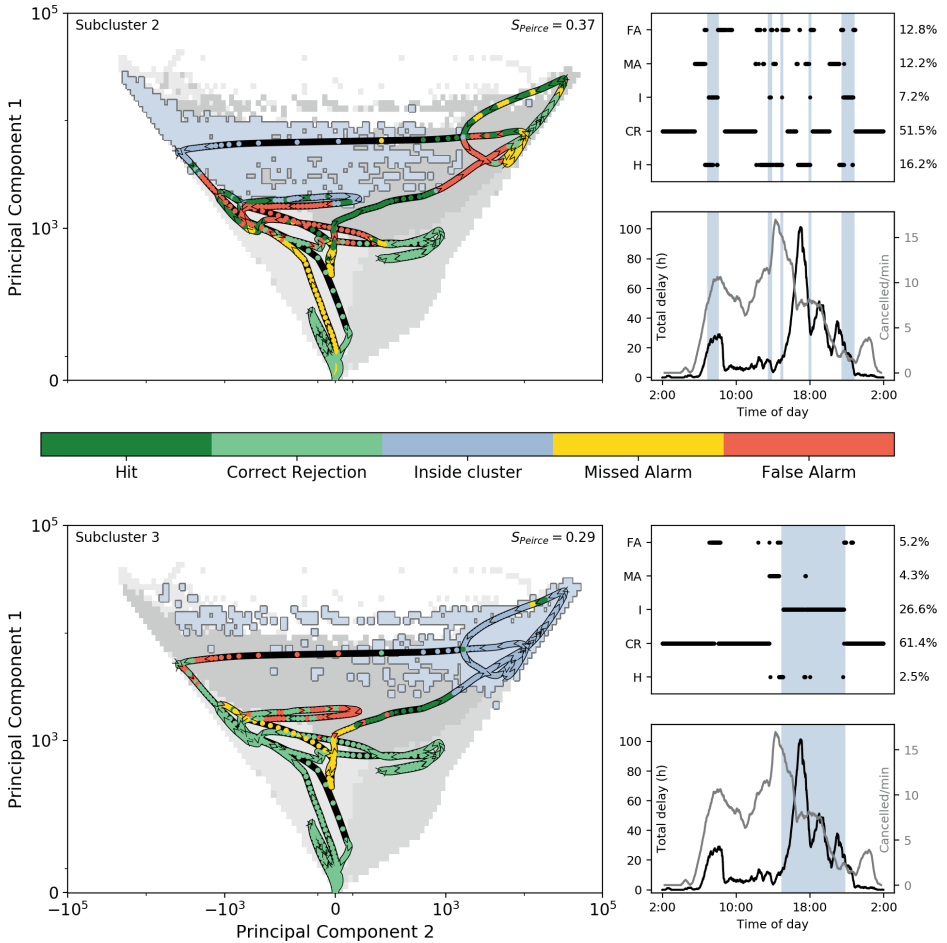 Subcluster 2
S_Peirce = 0.37
10^5
10^3
0
Principal Component 1
FA 12.8%
MA 12.2%
I 7.2%
CR 51.5%
H 16.2%
100
80
60
40
20
0
Total delay (h)
15
10
5
0
Cancelled/min
2:00 10:00 18:00 2:00
Time of day
Hit Correct Rejection Inside cluster Missed Alarm False Alarm
Subcluster 3
S_Peirce = 0.29
10^5
10^3
0
Principal Component 1
−10^5 −10^3 0 10^3 10^5
Principal Component 2
FA 5.2%
MA 4.3%
I 26.6%
CR 61.4%
H 2.5%
100
80
60
40
20
0
Total delay (h)
15
10
5
0
Cancelled/min
2:00 10:00 18:00 2:00
Time of day